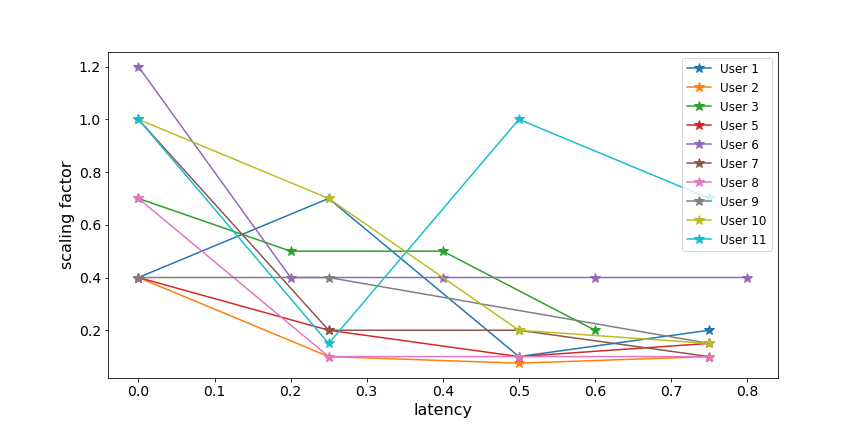 1.2
1.0
0.8
0.6
0.4
0.2
scaling factor
0.0 0.1 0.2 0.3 0.4 0.5 0.6 0.7 0.8
latency
User 1
User 2
User 3
User 5
User 6
User 7
User 8
User 9
User 10
User 11